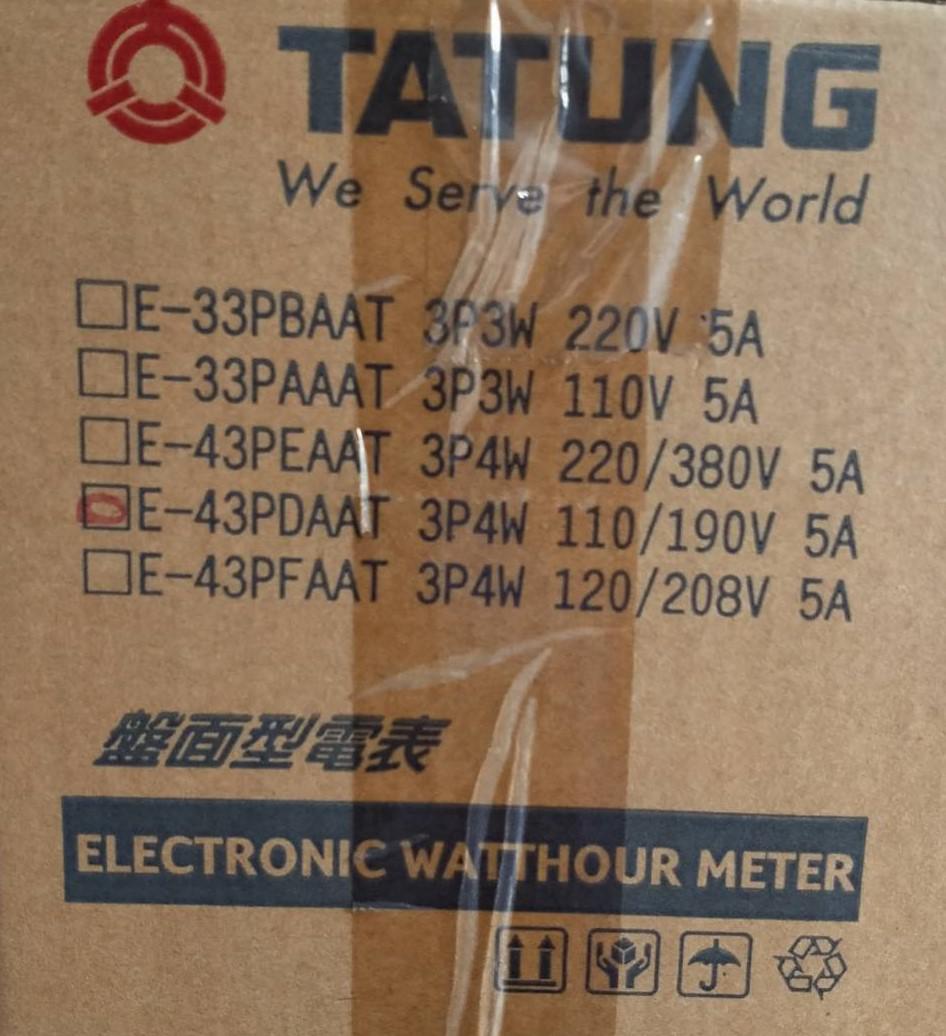 TATUNG
We Serve the World
□E-33PBAAT 3P3W 220V 5A
□E-33PAAAT 3P3W 110V 5A
□E-43PEAAT 3P4W 220/380V 5A
□E-43PDAAT 3P4W 110/190V 5A
□E-43PFAAT 3P4W 120/208V 5A
盤面型電表
ELECTRONIC WATTHOUR METER